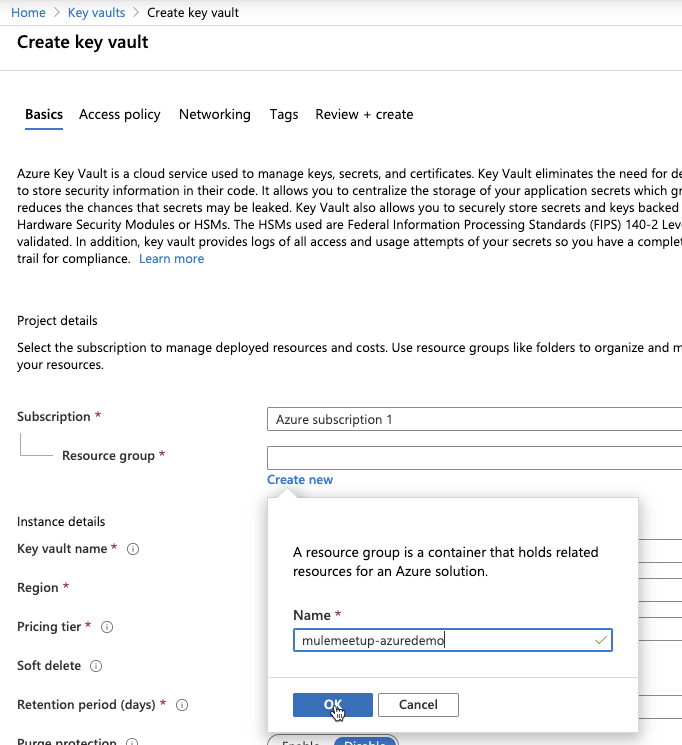 Home > Key vaults > Create key vault
Create key vault
Basics Access policy Networking Tags Review + create
Azure Key Vault is a cloud service used to manage keys, secrets, and certificates. Key Vault eliminates the need for de
to store security information in their code. It allows you to centralize the storage of your application secrets which gr
reduces the chances that secrets may be leaked. Key Vault also allows you to securely store secrets and keys backed
Hardware Security Modules or HSMs. The HSMs used are Federal Information Processing Standards (FIPS) 140-2 Leve
validated. In addition, key vault provides logs of all access and usage attempts of your secrets so you have a complet
trail for compliance. Learn more
Project details
Select the subscription to manage deployed resources and costs. Use resource groups like folders to organize and m
your resources.
Subscription *
Azure subscription 1
Resource group *
Create new
A resource group is a container that holds related
resources for an Azure solution.
Name *
mulemeetup-azuredemo
OK Cancel
Instance details
Key vault name *
Region *
Pricing tier *
Soft delete
Retention period (days) *
Purge protection
Enable Disable